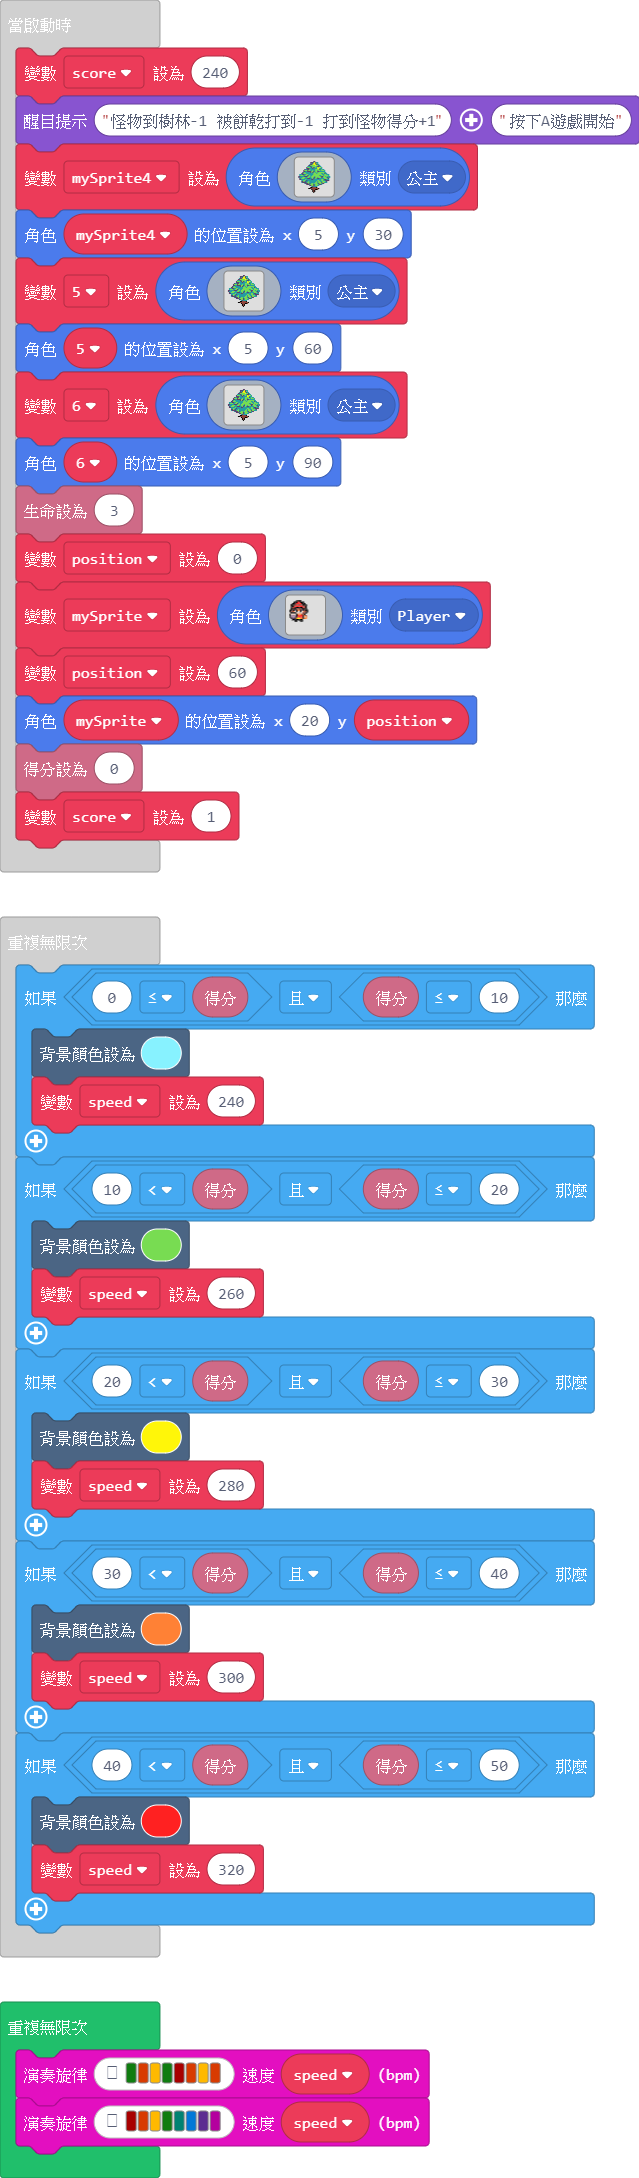 當啟動時
變數 score 設為 240
醒目提示 "怪物到樹林-1 被餅乾打到-1 打到怪物得分+1" "按下A遊戲開始"
變數 mySprite4 設為 角色 類別 公主
角色 mySprite4 的位置設為 x 5 y 30
變數 5 設為 角色 類別 公主
角色 5 的位置設為 x 5 y 60
變數 6 設為 角色 類別 公主
角色 6 的位置設為 x 5 y 90
生命設為 3
變數 position 設為 0
變數 mySprite 設為 角色 類別 Player
變數 position 設為 60
角色 mySprite 的位置設為 x 20 y position
得分設為 0
變數 score 設為 1
重複無限次
如果 0 ≤ 得分 且 得分 ≤ 10 那麼
背景顏色設為
變數 speed 設為 240
如果 10 < 得分 且 得分 ≤ 20 那麼
背景顏色設為
變數 speed 設為 260
如果 20 < 得分 且 得分 ≤ 30 那麼
背景顏色設為
變數 speed 設為 280
如果 30 < 得分 且 得分 ≤ 40 那麼
背景顏色設為
變數 speed 設為 300
如果 40 < 得分 且 得分 ≤ 50 那麼
背景顏色設為
變數 speed 設為 320
重複無限次
演奏旋律 速度 speed (bpm)
演奏旋律 速度 speed (bpm)